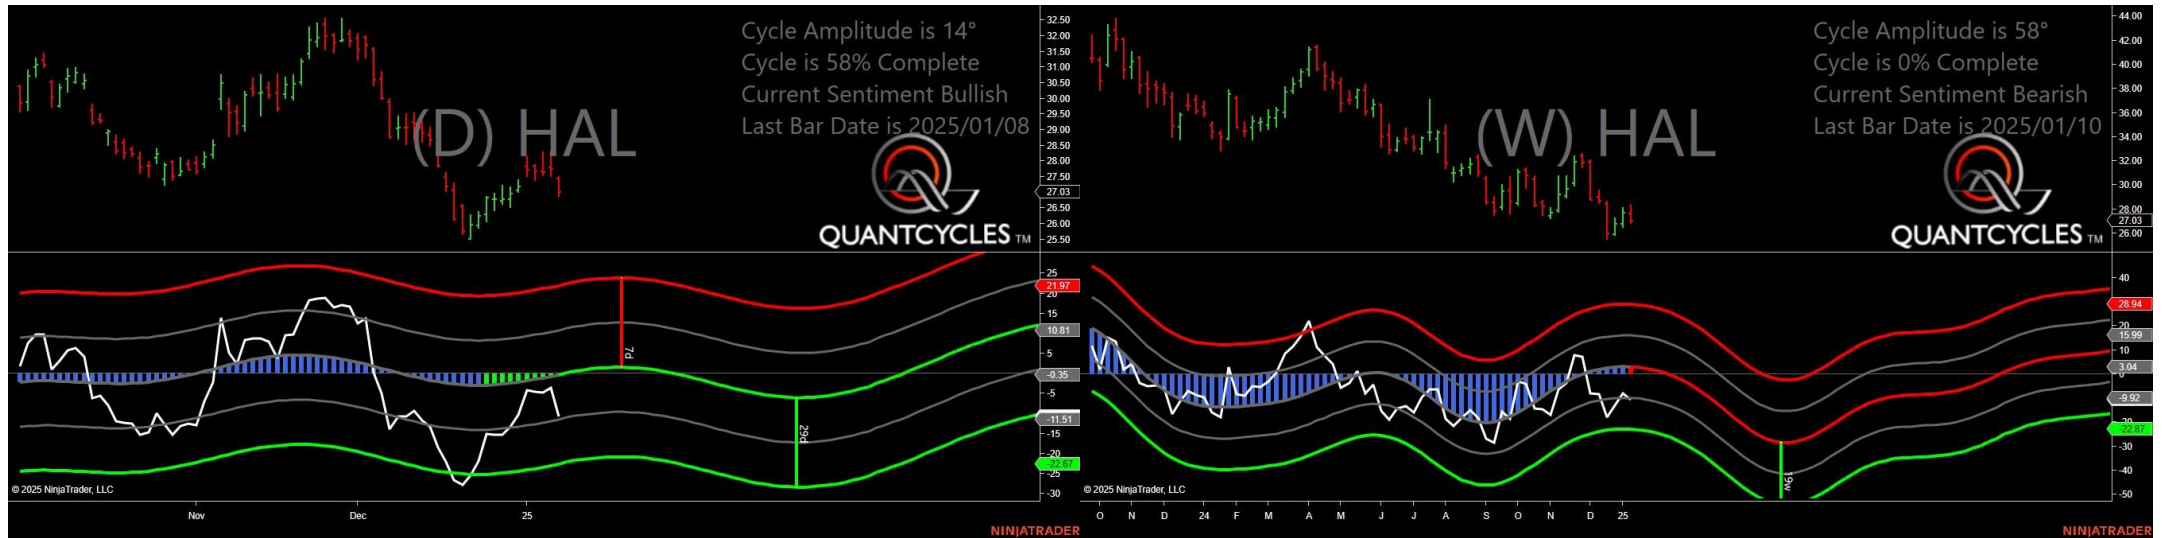 Cycle Amplitude is 14°
Cycle is 58% Complete
Current Sentiment Bullish
Last Bar Date is 2025/01/08
(D) HAL
QUANTCYCLES TM
32.50
32.00
31.50
31.00
30.50
30.00
29.50
29.00
28.50
28.00
27.50
27.03
26.50
26.00
25.50
25
21.97
20
15
10.81
5
-0.35
-5
-11.51
-15
-20
-22.67
-25
-30
7d
29d
© 2025 NinjaTrader, LLC
Nov
Dec
25
NINJATRADER
Cycle Amplitude is 58°
Cycle is 0% Complete
Current Sentiment Bearish
Last Bar Date is 2025/01/10
(W) HAL
QUANTCYCLES TM
44.00
42.00
40.00
38.00
36.00
34.00
32.00
30.00
28.00
27.03
26.00
40
28.94
20
15.99
10
3.04
0
-9.92
-22.87
-30
-40
-50
19w
© 2025 NinjaTrader, LLC
O N D 24 F M A M J J A S O N D 25
NINJATRADER